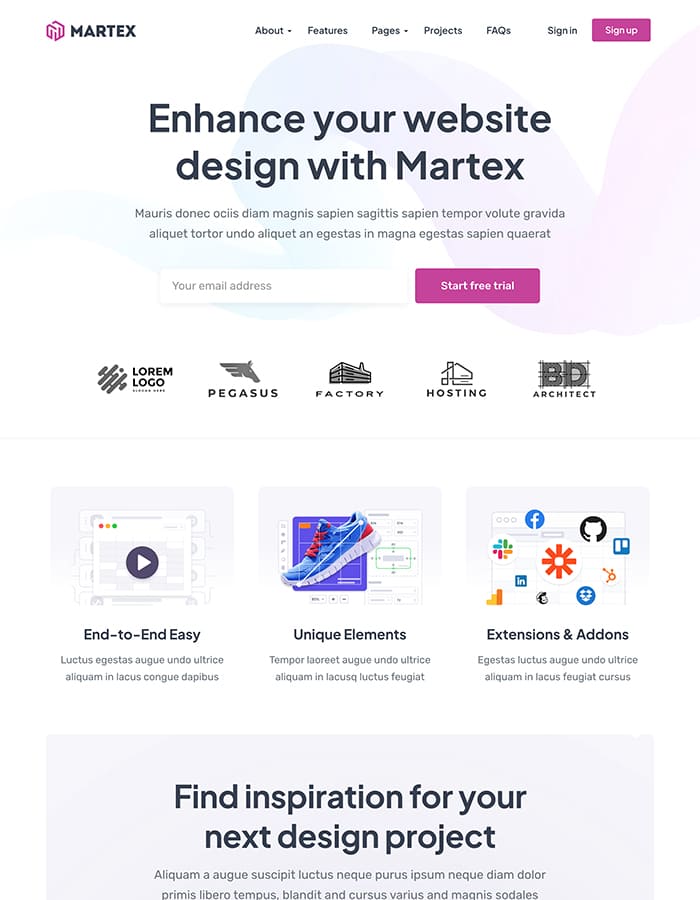 MARTEX
About
Features
Pages
Projects
FAQs
Sign in
Sign up
Enhance your website
design with Martex
Mauris donec ociis diam magnis sapien sagittis sapien tempor volute gravida
aliquet tortor undo aliquet an egestas in magna egestas sapien quaerat
Your email address
Start free trial
LOREM
LOGO
SLOGAN HERE
PEGASUS
FACTORY
HOSTING
BD
ARCHITECT
End-to-End Easy
Luctus egestas augue undo ultrice
aliquam in lacus congue dapibus
Unique Elements
Tempor laoreet augue undo ultrice
aliquam in lacusq luctus feugiat
Extensions & Addons
Egestas luctus augue undo ultrice
aliquam in lacus feugiat cursus
Find inspiration for your
next design project
Aliquam a augue suscipit luctus neque purus ipsum neque diam dolor
primis libero tempus, blandit and cursus varius and magnis sodales